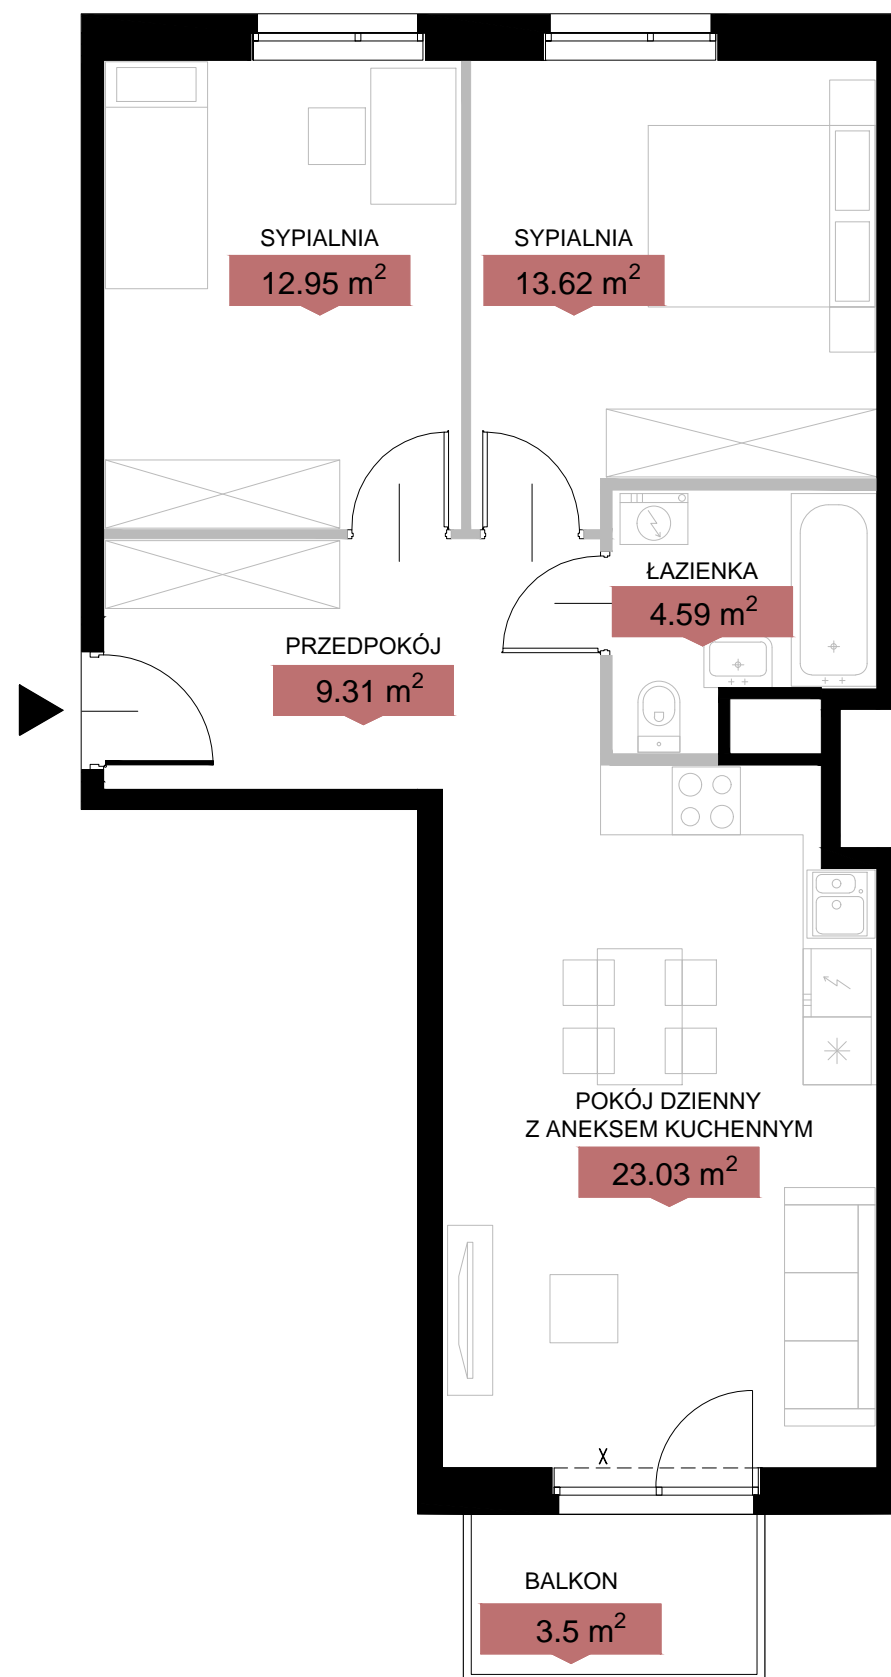 SYPIALNIA
12.95 m²
SYPIALNIA
13.62 m²
ŁAZIENKA
4.59 m²
PRZEDPOKÓJ
9.31 m²
POKÓJ DZIENNY
Z ANEKSEM KUCHENNYM
23.03 m²
X
BALKON
3.5 m²